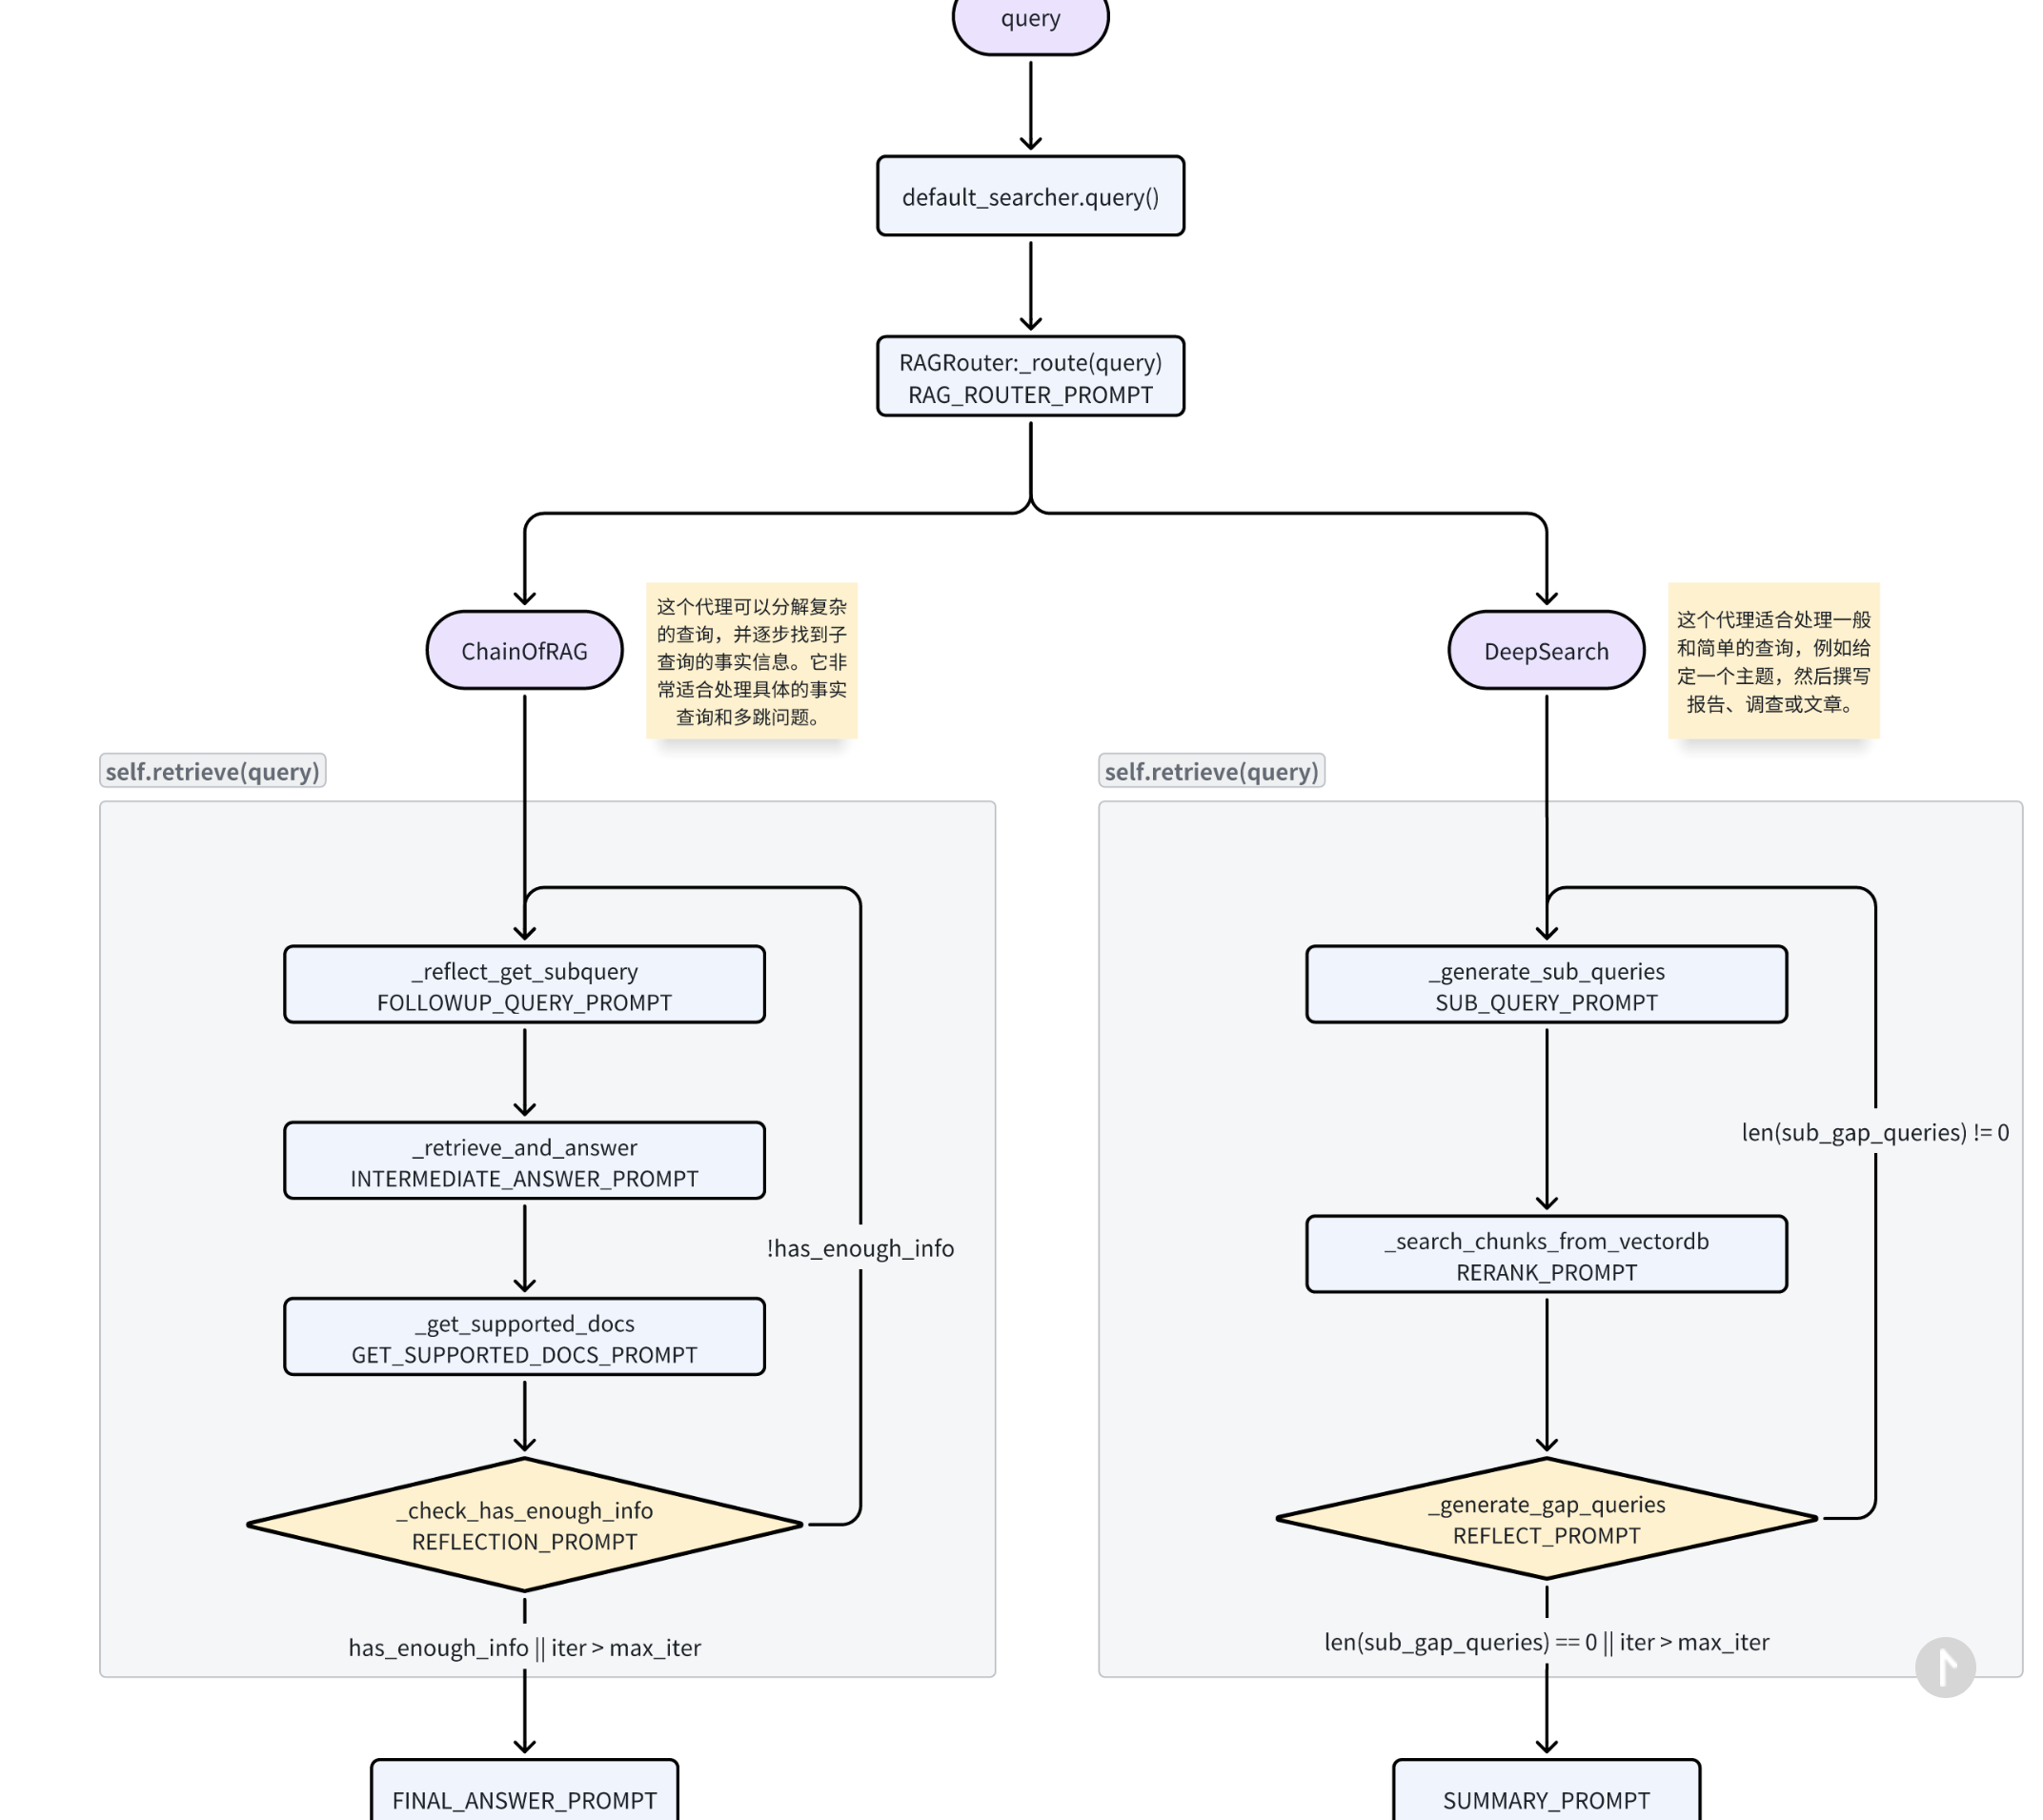 query
default_searcher.query()
RAGRouter:_route(query)
RAG_ROUTER_PROMPT
ChainOfRAG
这个代理可以分解复杂
的查询，并逐步找到子
查询的事实信息。它非
常适合处理具体的事实
查询和多跳问题。
DeepSearch
这个代理适合处理一般
和简单的查询，例如给
定一个主题，然后撰写
报告、调查或文章。
self.retrieve(query)
_reflect_get_subquery
FOLLOWUP_QUERY_PROMPT
_retrieve_and_answer
INTERMEDIATE_ANSWER_PROMPT
!has_enough_info
_get_supported_docs
GET_SUPPORTED_DOCS_PROMPT
_check_has_enough_info
REFLECTION_PROMPT
has_enough_info || iter > max_iter
FINAL_ANSWER_PROMPT
self.retrieve(query)
_generate_sub_queries
SUB_QUERY_PROMPT
len(sub_gap_queries) != 0
_search_chunks_from_vectordb
RERANK_PROMPT
_generate_gap_queries
REFLECT_PROMPT
len(sub_gap_queries) == 0 || iter > max_iter
SUMMARY_PROMPT